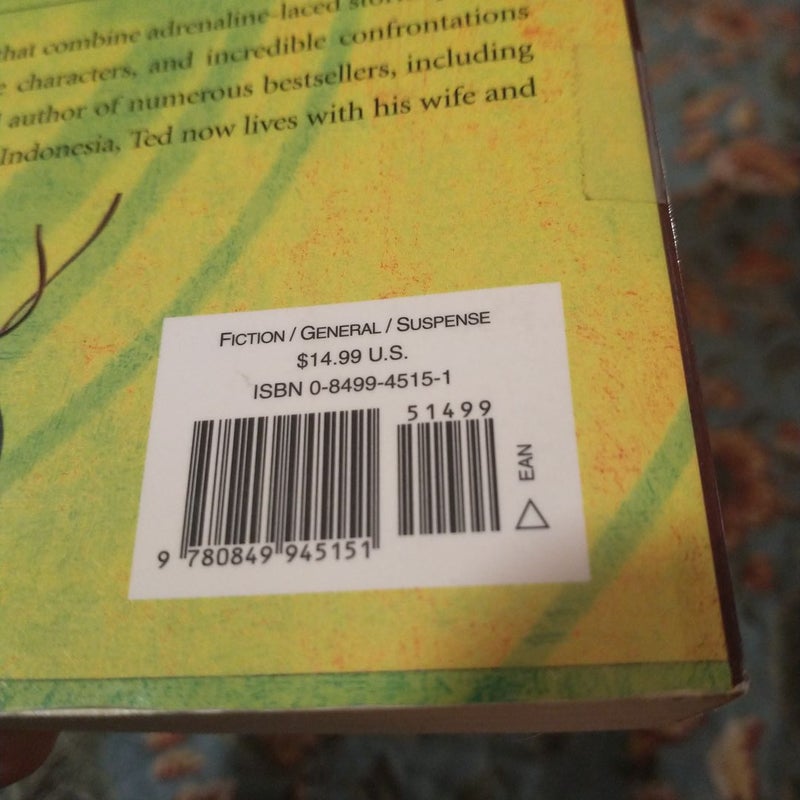 that combine adrenaline-laced
characters, and incredible confrontations
author of numerous bestsellers, including
Indonesia, Ted now lives with his wife and
FICTION / GENERAL / SUSPENSE
$14.99 U.S.
ISBN 0-8499-4515-1
51499
EAN
9 780849 945151